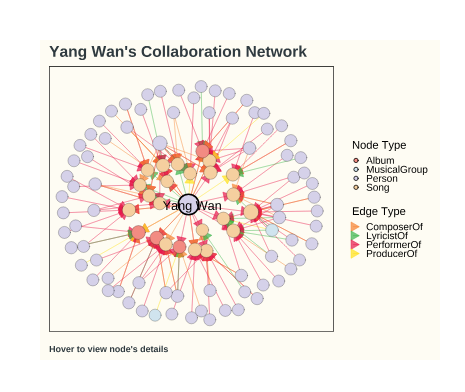 Yang Wan's Collaboration Network
Yang Wan
Node Type
Album
MusicalGroup
Person
Song
Edge Type
ComposerOf
LyricistOf
PerformerOf
ProducerOf
Hover to view node's details